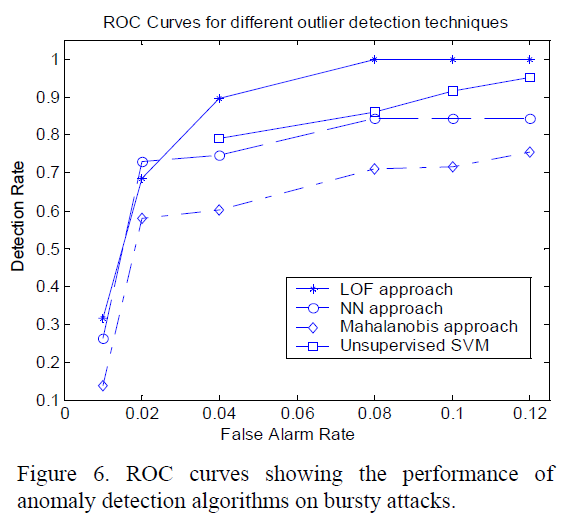 ROC Curves for different outlier detection techniques
1
0.9
0.8
0.7
0.6
0.5
0.4
0.3
0.2
0.1
Detection Rate
LOF approach
NN approach
Mahalanobis approach
Unsupervised SVM
0 0.02 0.04 0.06 0.08 0.1 0.12
False Alarm Rate
Figure 6. ROC curves showing the performance of
anomaly detection algorithms on bursty attacks.